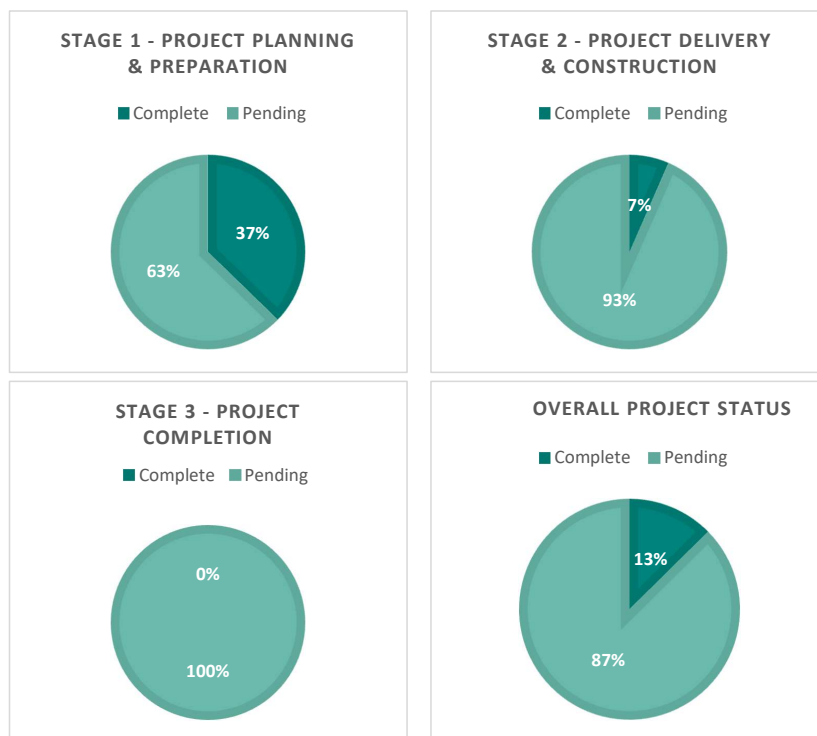 STAGE 1 - PROJECT PLANNING
& PREPARATION
Complete Pending
37%
63%
STAGE 2 - PROJECT DELIVERY
& CONSTRUCTION
Complete Pending
7%
93%
STAGE 3 - PROJECT
COMPLETION
Complete Pending
0%
100%
OVERALL PROJECT STATUS
Complete Pending
13%
87%